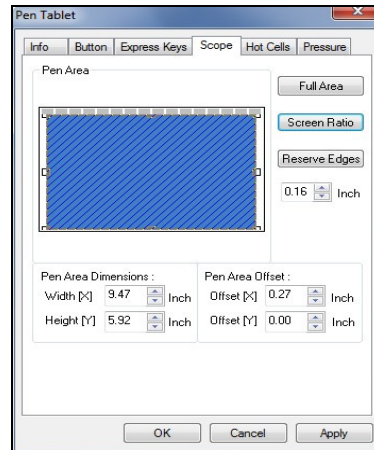 Pen Tablet
Info Button Express Keys Scope Hot Cells Pressure
Pen Area
Full Area
Screen Ratio
Reserve Edges
0.16 Inch
Pen Area Dimensions :
Width [X] 9.47 Inch
Height [Y] 5.92 Inch
Pen Area Offset :
Offset [X] 0.27 Inch
Offset [Y] 0.00 Inch
OK Cancel Apply